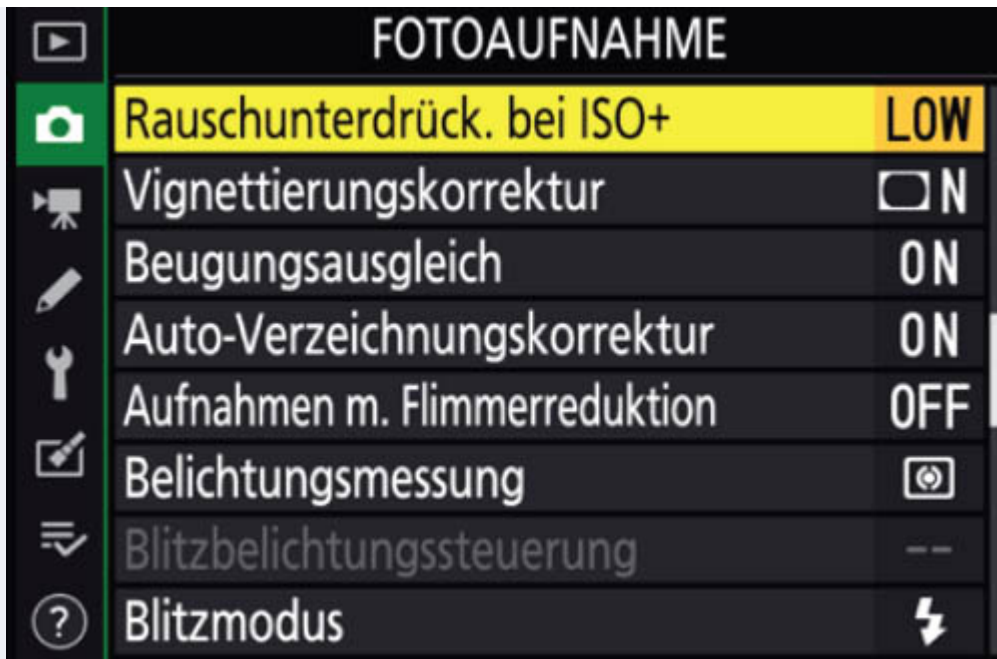 FOTOAUFNAHME
Rauschunterdrück. bei ISO+ LOW
Vignettierungskorrektur N
Beugungsausgleich ON
Auto-Verzeichnungskorrektur ON
Aufnahmen m. Flimmerreduktion OFF
Belichtungsmessung
Blitzbelichtungssteuerung --
Blitzmodus
?